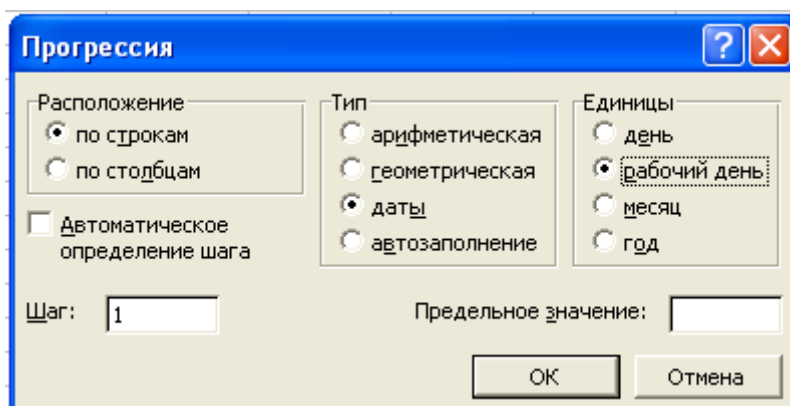 Прогрессия
Расположение
по строкам
по столбцам
Автоматическое
определение шага
Тип
арифметическая
геометрическая
даты
автозаполнение
Единицы
день
рабочий день
месяц
год
Шаг: 1
Предельное значение:
ОК
Отмена